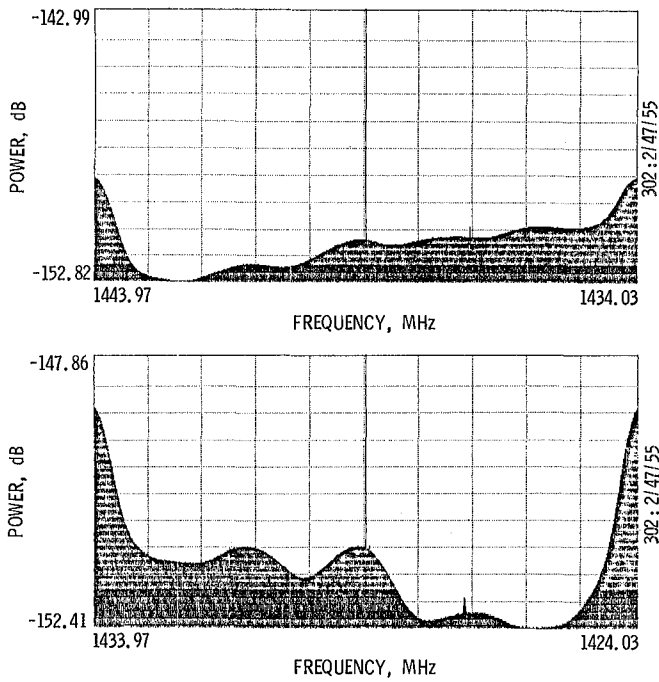 -142.99
POWER, dB
302:2/47/55
-152.82
1443.97
1434.03
FREQUENCY, MHz
-147.86
POWER, dB
302:2/47/55
-152.41
1433.97
1424.03
FREQUENCY, MHz